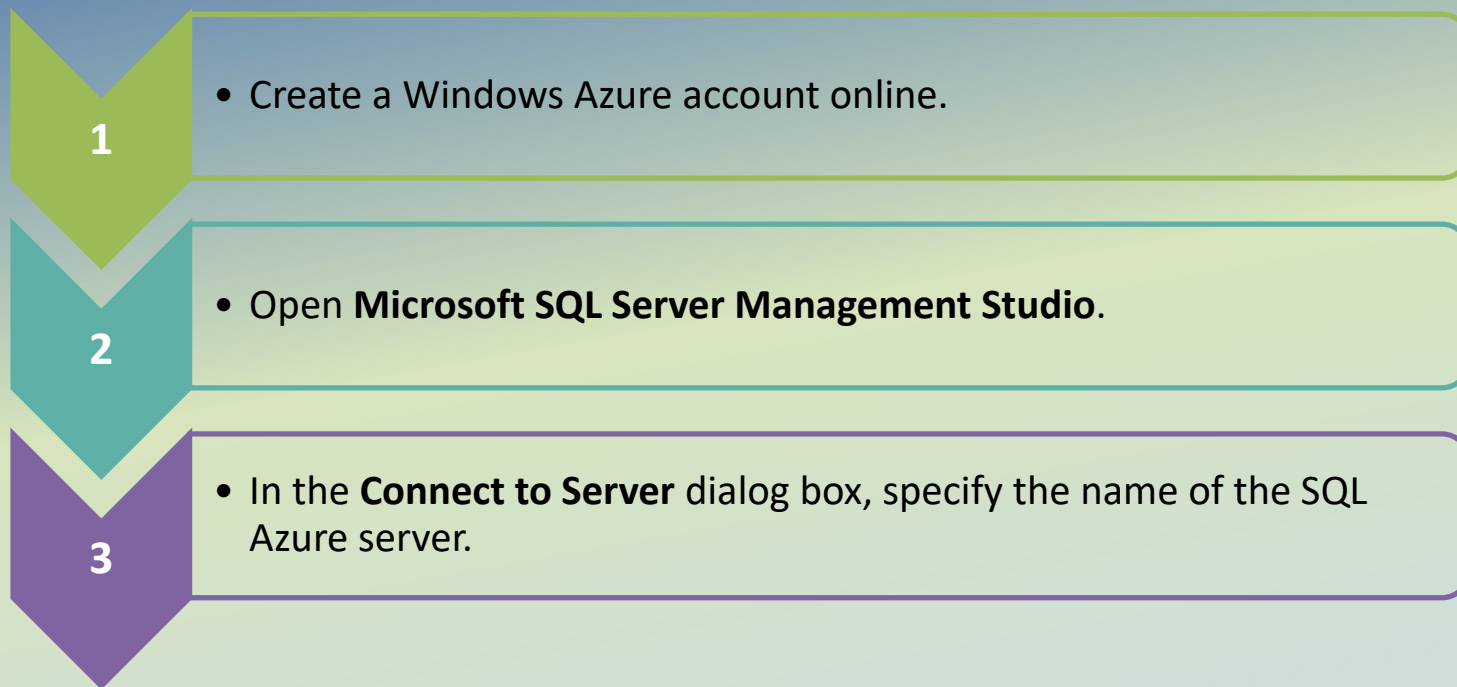 1
• Create a Windows Azure account online.
2
• Open Microsoft SQL Server Management Studio.
3
• In the Connect to Server dialog box, specify the name of the SQL
Azure server.